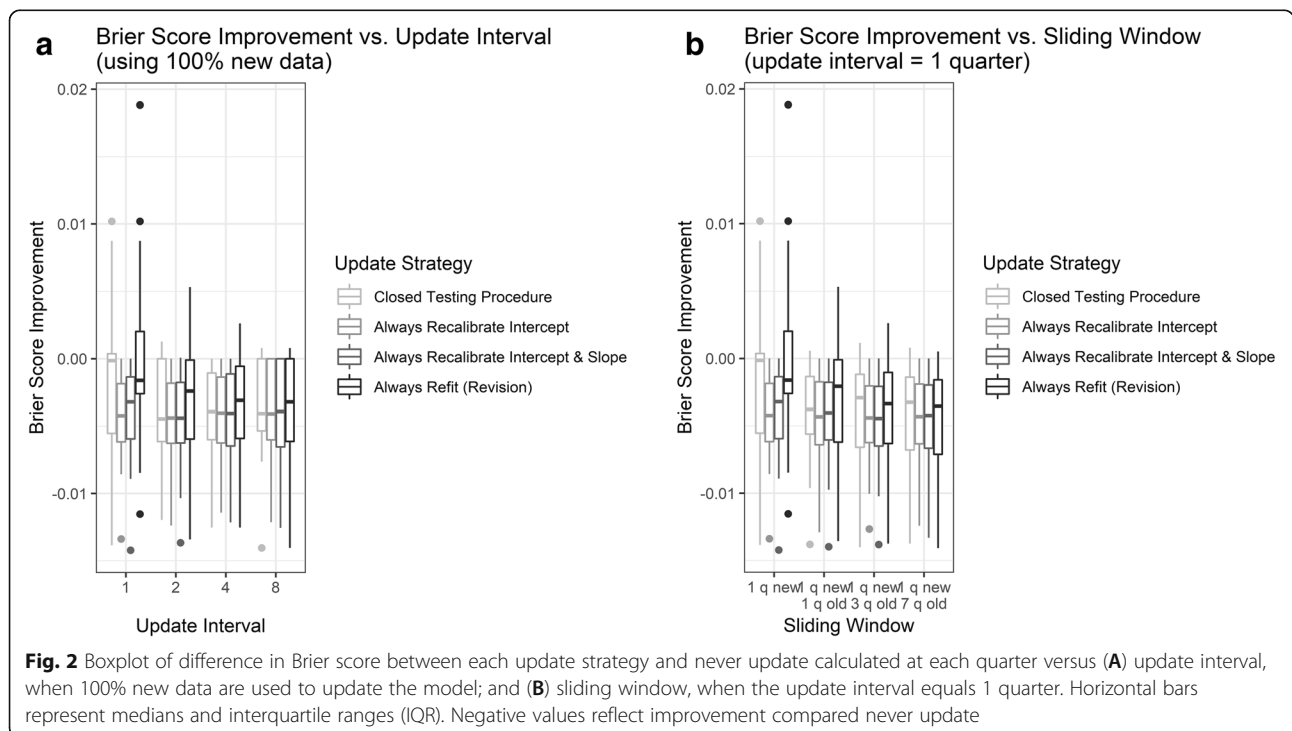 a
Brier Score Improvement vs. Update Interval
(using 100% new data)
0.02
0.01
0.00
-0.01
Brier Score Improvement
1 2 4 8
Update Interval
Update Strategy
Closed Testing Procedure
Always Recalibrate Intercept
Always Recalibrate Intercept & Slope
Always Refit (Revision)
b
Brier Score Improvement vs. Sliding Window
(update interval = 1 quarter)
0.02
0.01
0.00
-0.01
Brier Score Improvement
1 q new 1 q new 1 q new 1 q new
1 q old 3 q old 7 q old
Sliding Window
Update Strategy
Closed Testing Procedure
Always Recalibrate Intercept
Always Recalibrate Intercept & Slope
Always Refit (Revision)
Fig. 2 Boxplot of difference in Brier score between each update strategy and never update calculated at each quarter versus (A) update interval,
when 100% new data are used to update the model; and (B) sliding window, when the update interval equals 1 quarter. Horizontal bars
represent medians and interquartile ranges (IQR). Negative values reflect improvement compared never update